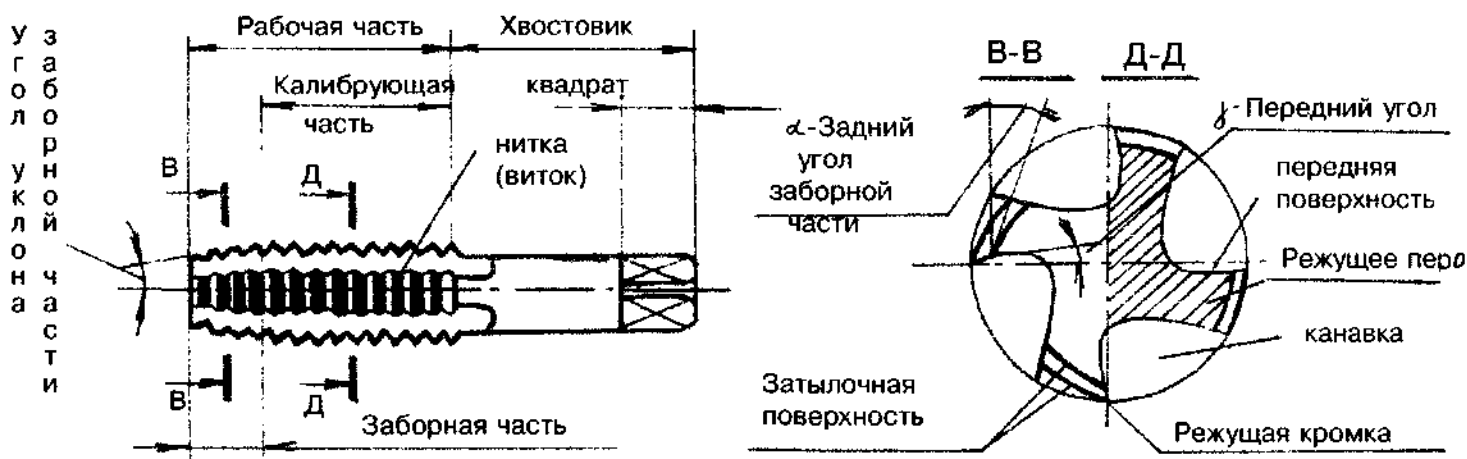 Угол уклона
заборной части
Рабочая часть
Хвостовик
Калибрующая
часть
квадрат
нитка
(виток)
В
Д
В
Д
Заборная часть
В-В
Д-Д
α-Задний
угол
заборной
части
γ-Передний угол
передняя
поверхность
Режущее перо
канавка
Затылочная
поверхность
Режущая кромка